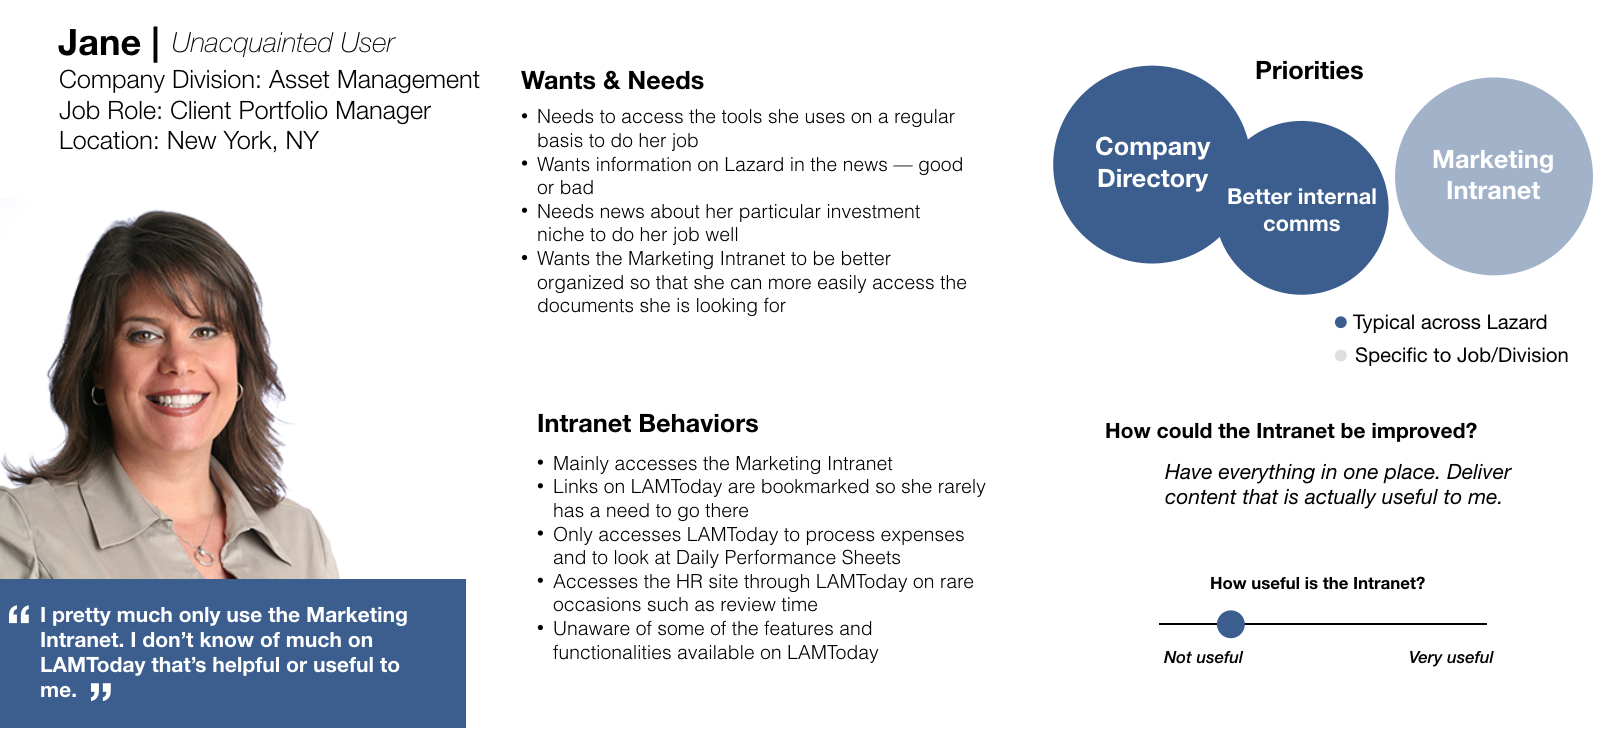 Jane | Unacquainted User
Company Division: Asset Management
Job Role: Client Portfolio Manager
Location: New York, NY
“ I pretty much only use the Marketing
Intranet. I don’t know of much on
LAMToday that’s helpful or useful to
me. ”
Wants & Needs
• Needs to access the tools she uses on a regular
basis to do her job
• Wants information on Lazard in the news — good
or bad
• Needs news about her particular investment
niche to do her job well
• Wants the Marketing Intranet to be better
organized so that she can more easily access the
documents she is looking for
Intranet Behaviors
• Mainly accesses the Marketing Intranet
• Links on LAMToday are bookmarked so she rarely
has a need to go there
• Only accesses LAMToday to process expenses
and to look at Daily Performance Sheets
• Accesses the HR site through LAMToday on rare
occasions such as review time
• Unaware of some of the features and
functionalities available on LAMToday
Priorities
Company
Directory
Better internal
comms
Marketing
Intranet
Typical across Lazard
Specific to Job/Division
How could the Intranet be improved?
Have everything in one place. Deliver
content that is actually useful to me.
How useful is the Intranet?
Not useful
Very useful